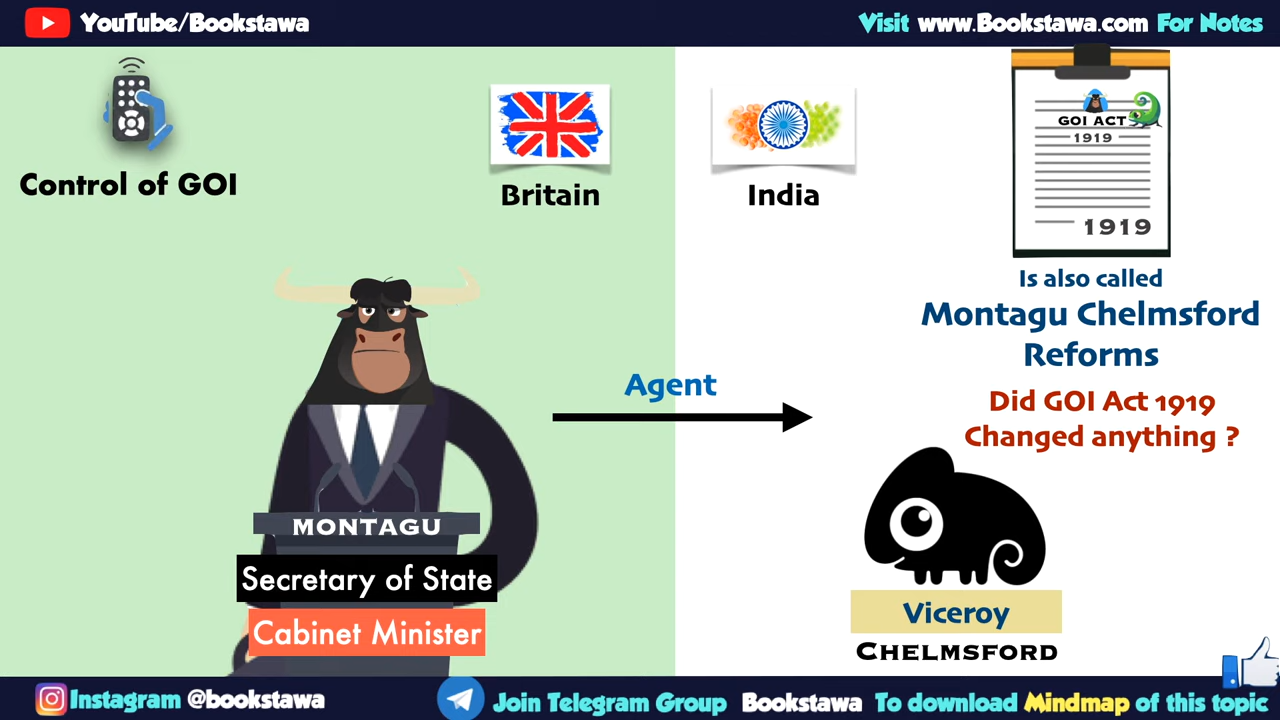 YouTube/Bookstawa
Visit www.Bookstawa.com For Notes
Control of GOI
Britain
India
GOI ACT
1919
1919
Is also called
Montagu Chelmsford
Reforms
Did GOI Act 1919
Changed anything ?
Agent
MONTAGU
Secretary of State
Cabinet Minister
Viceroy
CHELMSFORD
Instagram @bookstawa
Join Telegram Group Bookstawa To download Mindmap of this topic